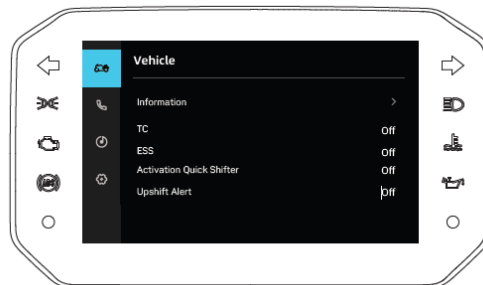 Vehicle
Information
TC Off
ESS Off
Activation Quick Shifter Off
Upshift Alert Off